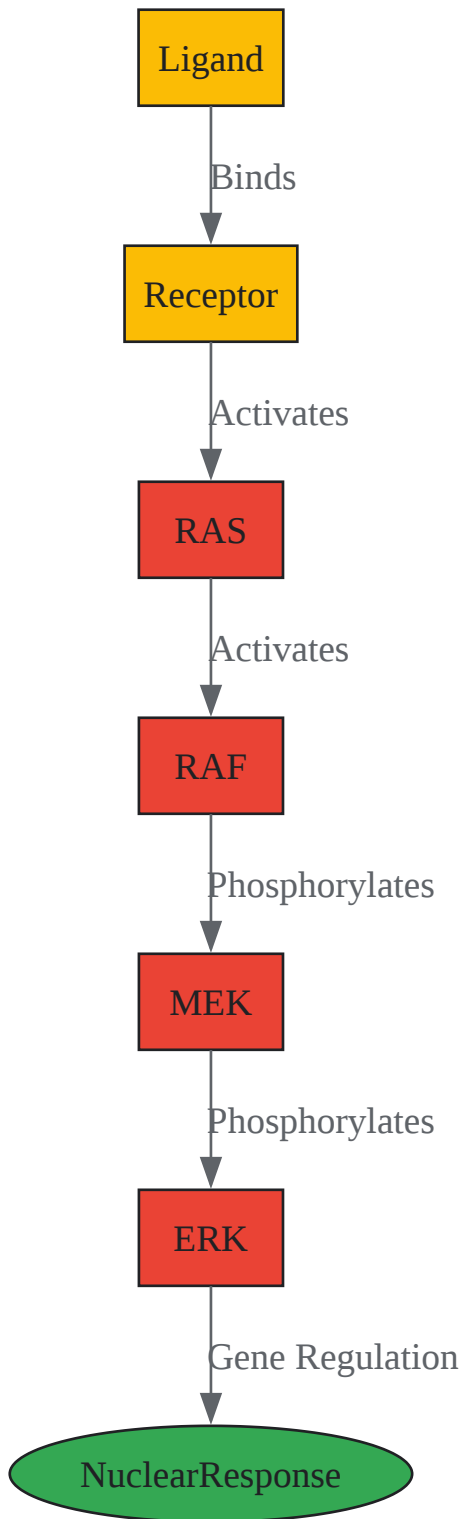 Ligand
Binds
Receptor
Activates
RAS
Activates
RAF
Phosphorylates
MEK
Phosphorylates
ERK
Gene Regulation
NuclearResponse